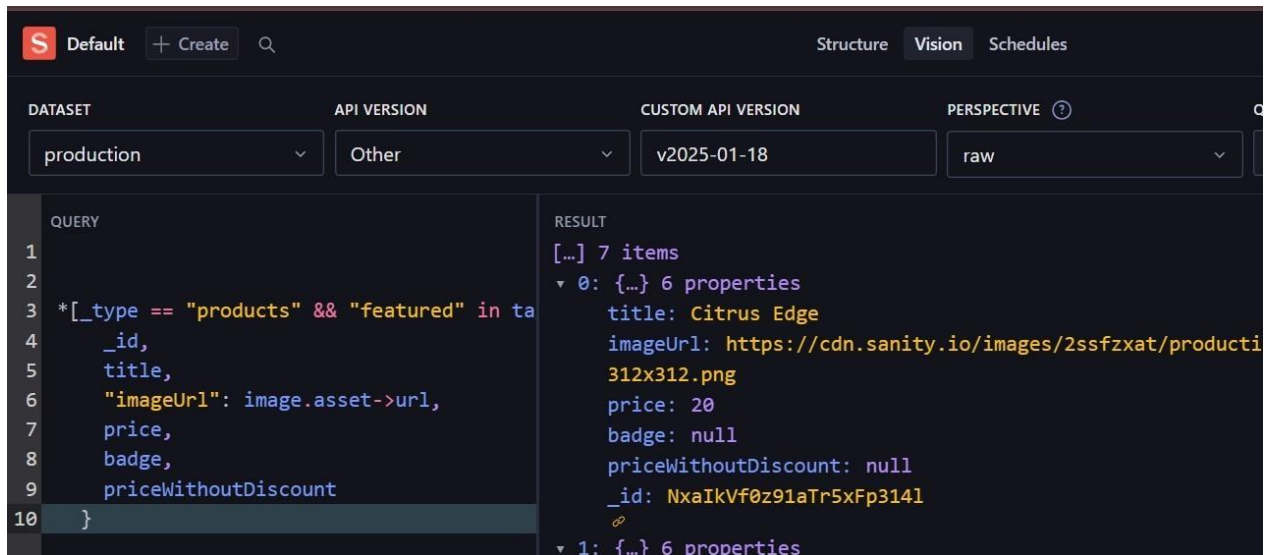 S Default + Create Structure Vision Schedules
DATASET API VERSION CUSTOM API VERSION PERSPECTIVE ?
production Other v2025-01-18 raw
QUERY
1
2
3 *[_type == "products" && "featured" in ta
4 _id,
5 title,
6 "imageUrl": image.asset->url,
7 price,
8 badge,
9 priceWithoutDiscount
10 }
RESULT
[…] 7 items
▾ 0: {…} 6 properties
title: Citrus Edge
imageUrl: https://cdn.sanity.io/images/2ssfzxat/producti
312x312.png
price: 20
badge: null
priceWithoutDiscount: null
_id: NxaIkVf0z91aTr5xFp314l
▾ 1: {…} 6 properties